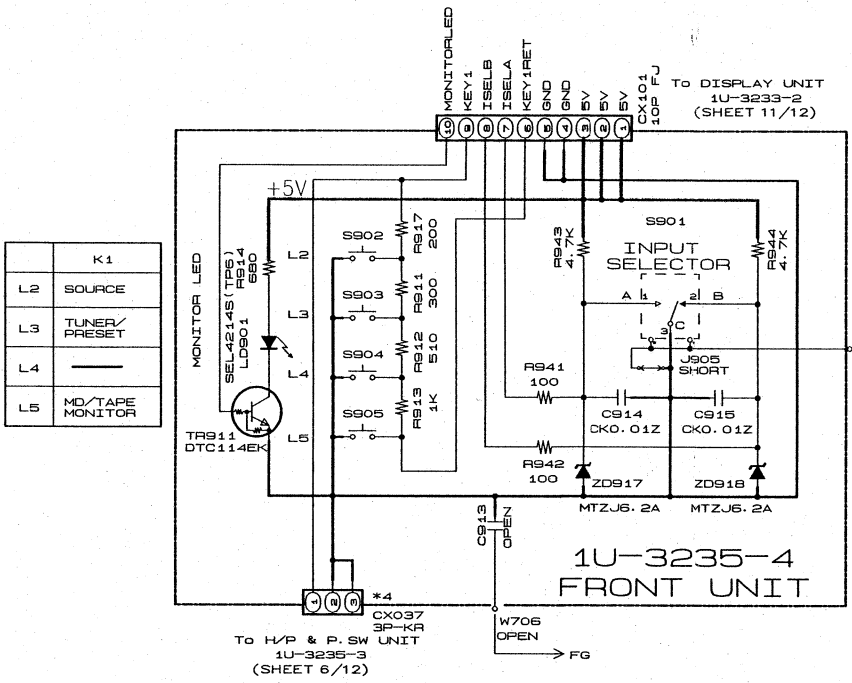 MONITORLED
KEY1
ISELB
ISELA
KEY1RET
GND
GND
5V
5V
5V
CX101
10P FJ
To DISPLAY UNIT
1U-3233-2
(SHEET 11/12)
10 9 8 7 6 5 4 3 2 1
+5V
K1
L2 SOURCE
L3 TUNER/
PRESET
L4
L5 MD/TAPE
MONITOR
MONITOR LED
SEL4214S(TP6)
LD901
R914
680
TR911
DTC114EK
L2
S902
L3
S903
L4
S904
L5
S905
R917
200
R911
300
R912
510
R913
1K
R943
4.7K
S901
INPUT
SELECTOR
A 1
2 B
3 C
R944
4.7K
J905
SHORT
R941
100
C914
CK0.01Z
C915
CK0.01Z
R942
100
ZD917
MTZJ6.2A
ZD918
MTZJ6.2A
C913
OPEN
1U-3235-4
FRONT UNIT
1 2 3
*4
CX037
3P-KR
To H/P & P.SW UNIT
1U-3235-3
(SHEET 6/12)
W706
OPEN
FG